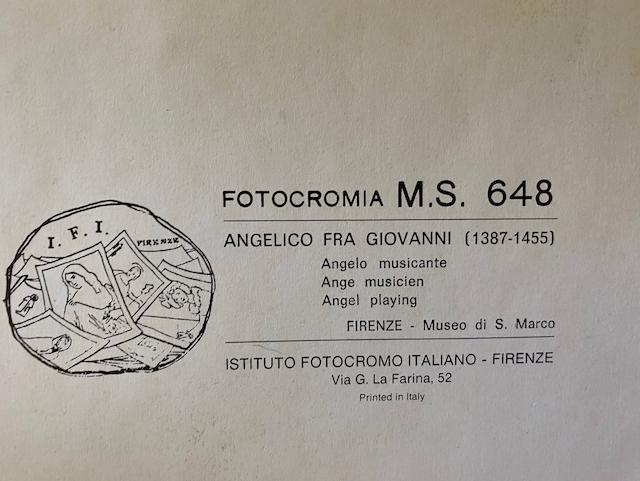 I. F. I.
FIRENZE
FOTOCROMIA M.S. 648
ANGELICO FRA GIOVANNI (1387-1455)
Angelo musicante
Ange musicien
Angel playing
FIRENZE - Museo di S. Marco
ISTITUTO FOTOCROMO ITALIANO - FIRENZE
Via G. La Farina, 52
Printed in Italy